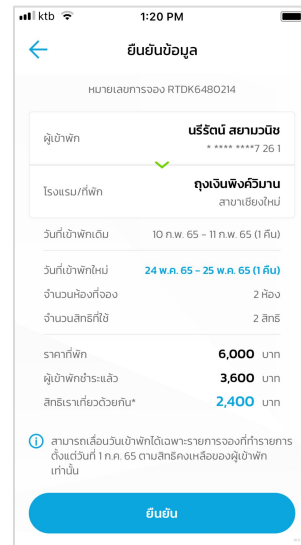 ktb 1:20 PM
ยืนยันข้อมูล
หมายเลขการจอง RTDK6480214
ผู้เข้าพัก นรีรัตน์ สยามวนิช
* **** ****7 26 1
โรงแรม/ที่พัก ถุงเงินพิงค์วิมาน
สาขาเชียงใหม่
วันที่เข้าพักเดิม 10 ก.พ. 65 - 11 ก.พ. 65 (1 คืน)
วันที่เข้าพักใหม่ 24 พ.ค. 65 - 25 พ.ค. 65 (1 คืน)
จำนวนห้องที่จอง 2 ห้อง
จำนวนสิทธิที่ใช้ 2 สิทธิ
ราคาที่พัก 6,000 บาท
ผู้เข้าพักชำระแล้ว 3,600 บาท
สิทธิเราเที่ยวด้วยกัน* 2,400 บาท
สามารถเลื่อนวันเข้าพักได้เฉพาะรายการจองที่ทำรายการ
ตั้งแต่วันที่ 1 ก.ค. 65 ตามสิทธิคงเหลือของผู้เข้าพัก
เท่านั้น
ยืนยัน